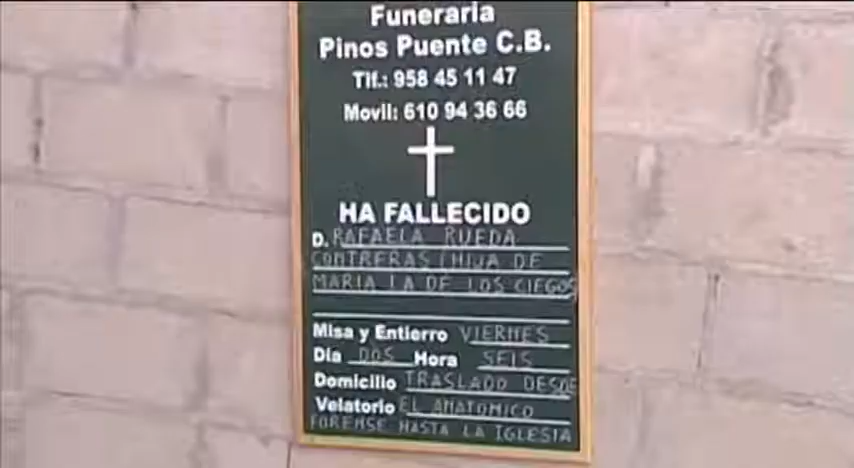 Funeraria
Pinos Puente C.B.
Tlf.: 958 45 11 47
Movil: 610 94 36 66
HA FALLECIDO
D. RAFAELA RUEDA
CONTRERAS (HIJA DE
MARIA LA DE LOS CIEGOS
Misa y Entierro VIERNES
Dia DOS Hora SEIS
Domicilio TRASLADO DESDE
Velatorio EL ANATOMICO
FORENSE HASTA LA IGLESIA